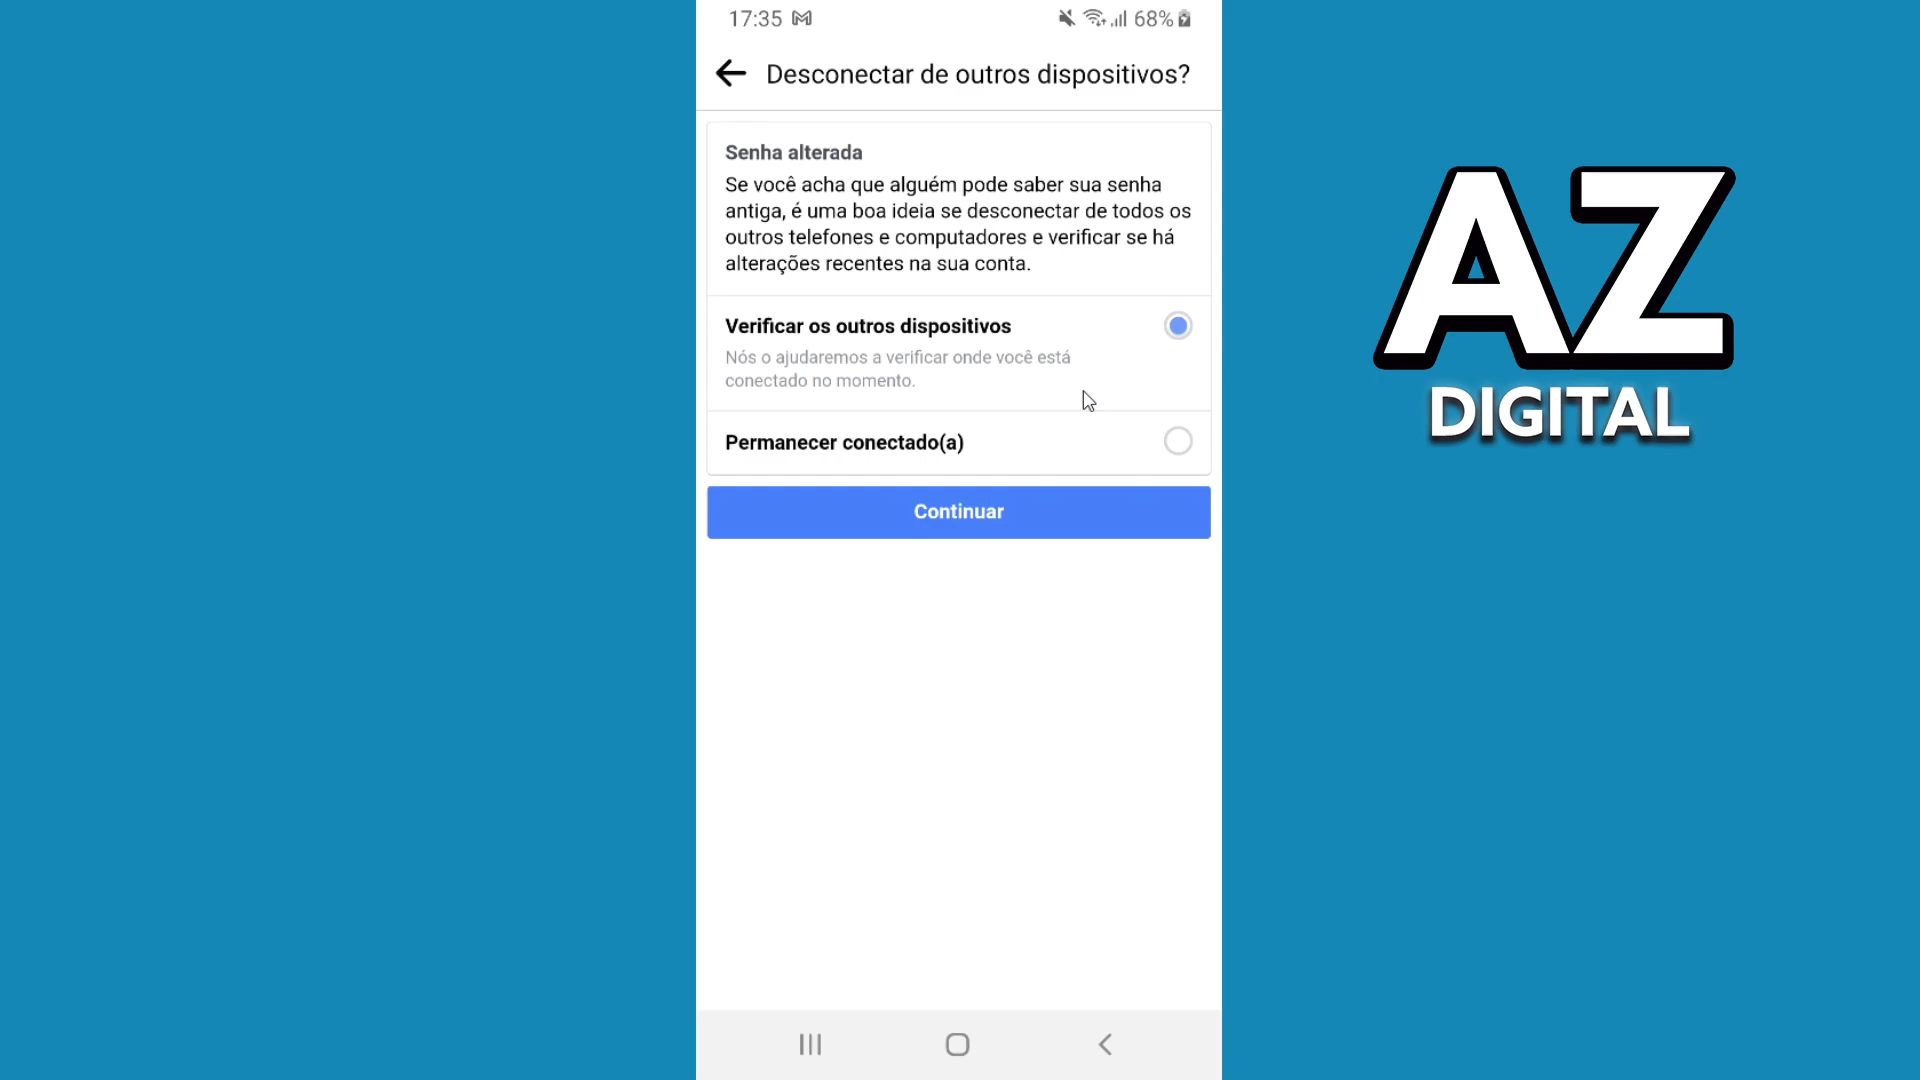 17:35
68%
Desconectar de outros dispositivos?
Senha alterada
Se você acha que alguém pode saber sua senha
antiga, é uma boa ideia se desconectar de todos os
outros telefones e computadores e verificar se há
alterações recentes na sua conta.
Verificar os outros dispositivos
Nós o ajudaremos a verificar onde você está
conectado no momento.
Permanecer conectado(a)
Continuar
AZ
DIGITAL